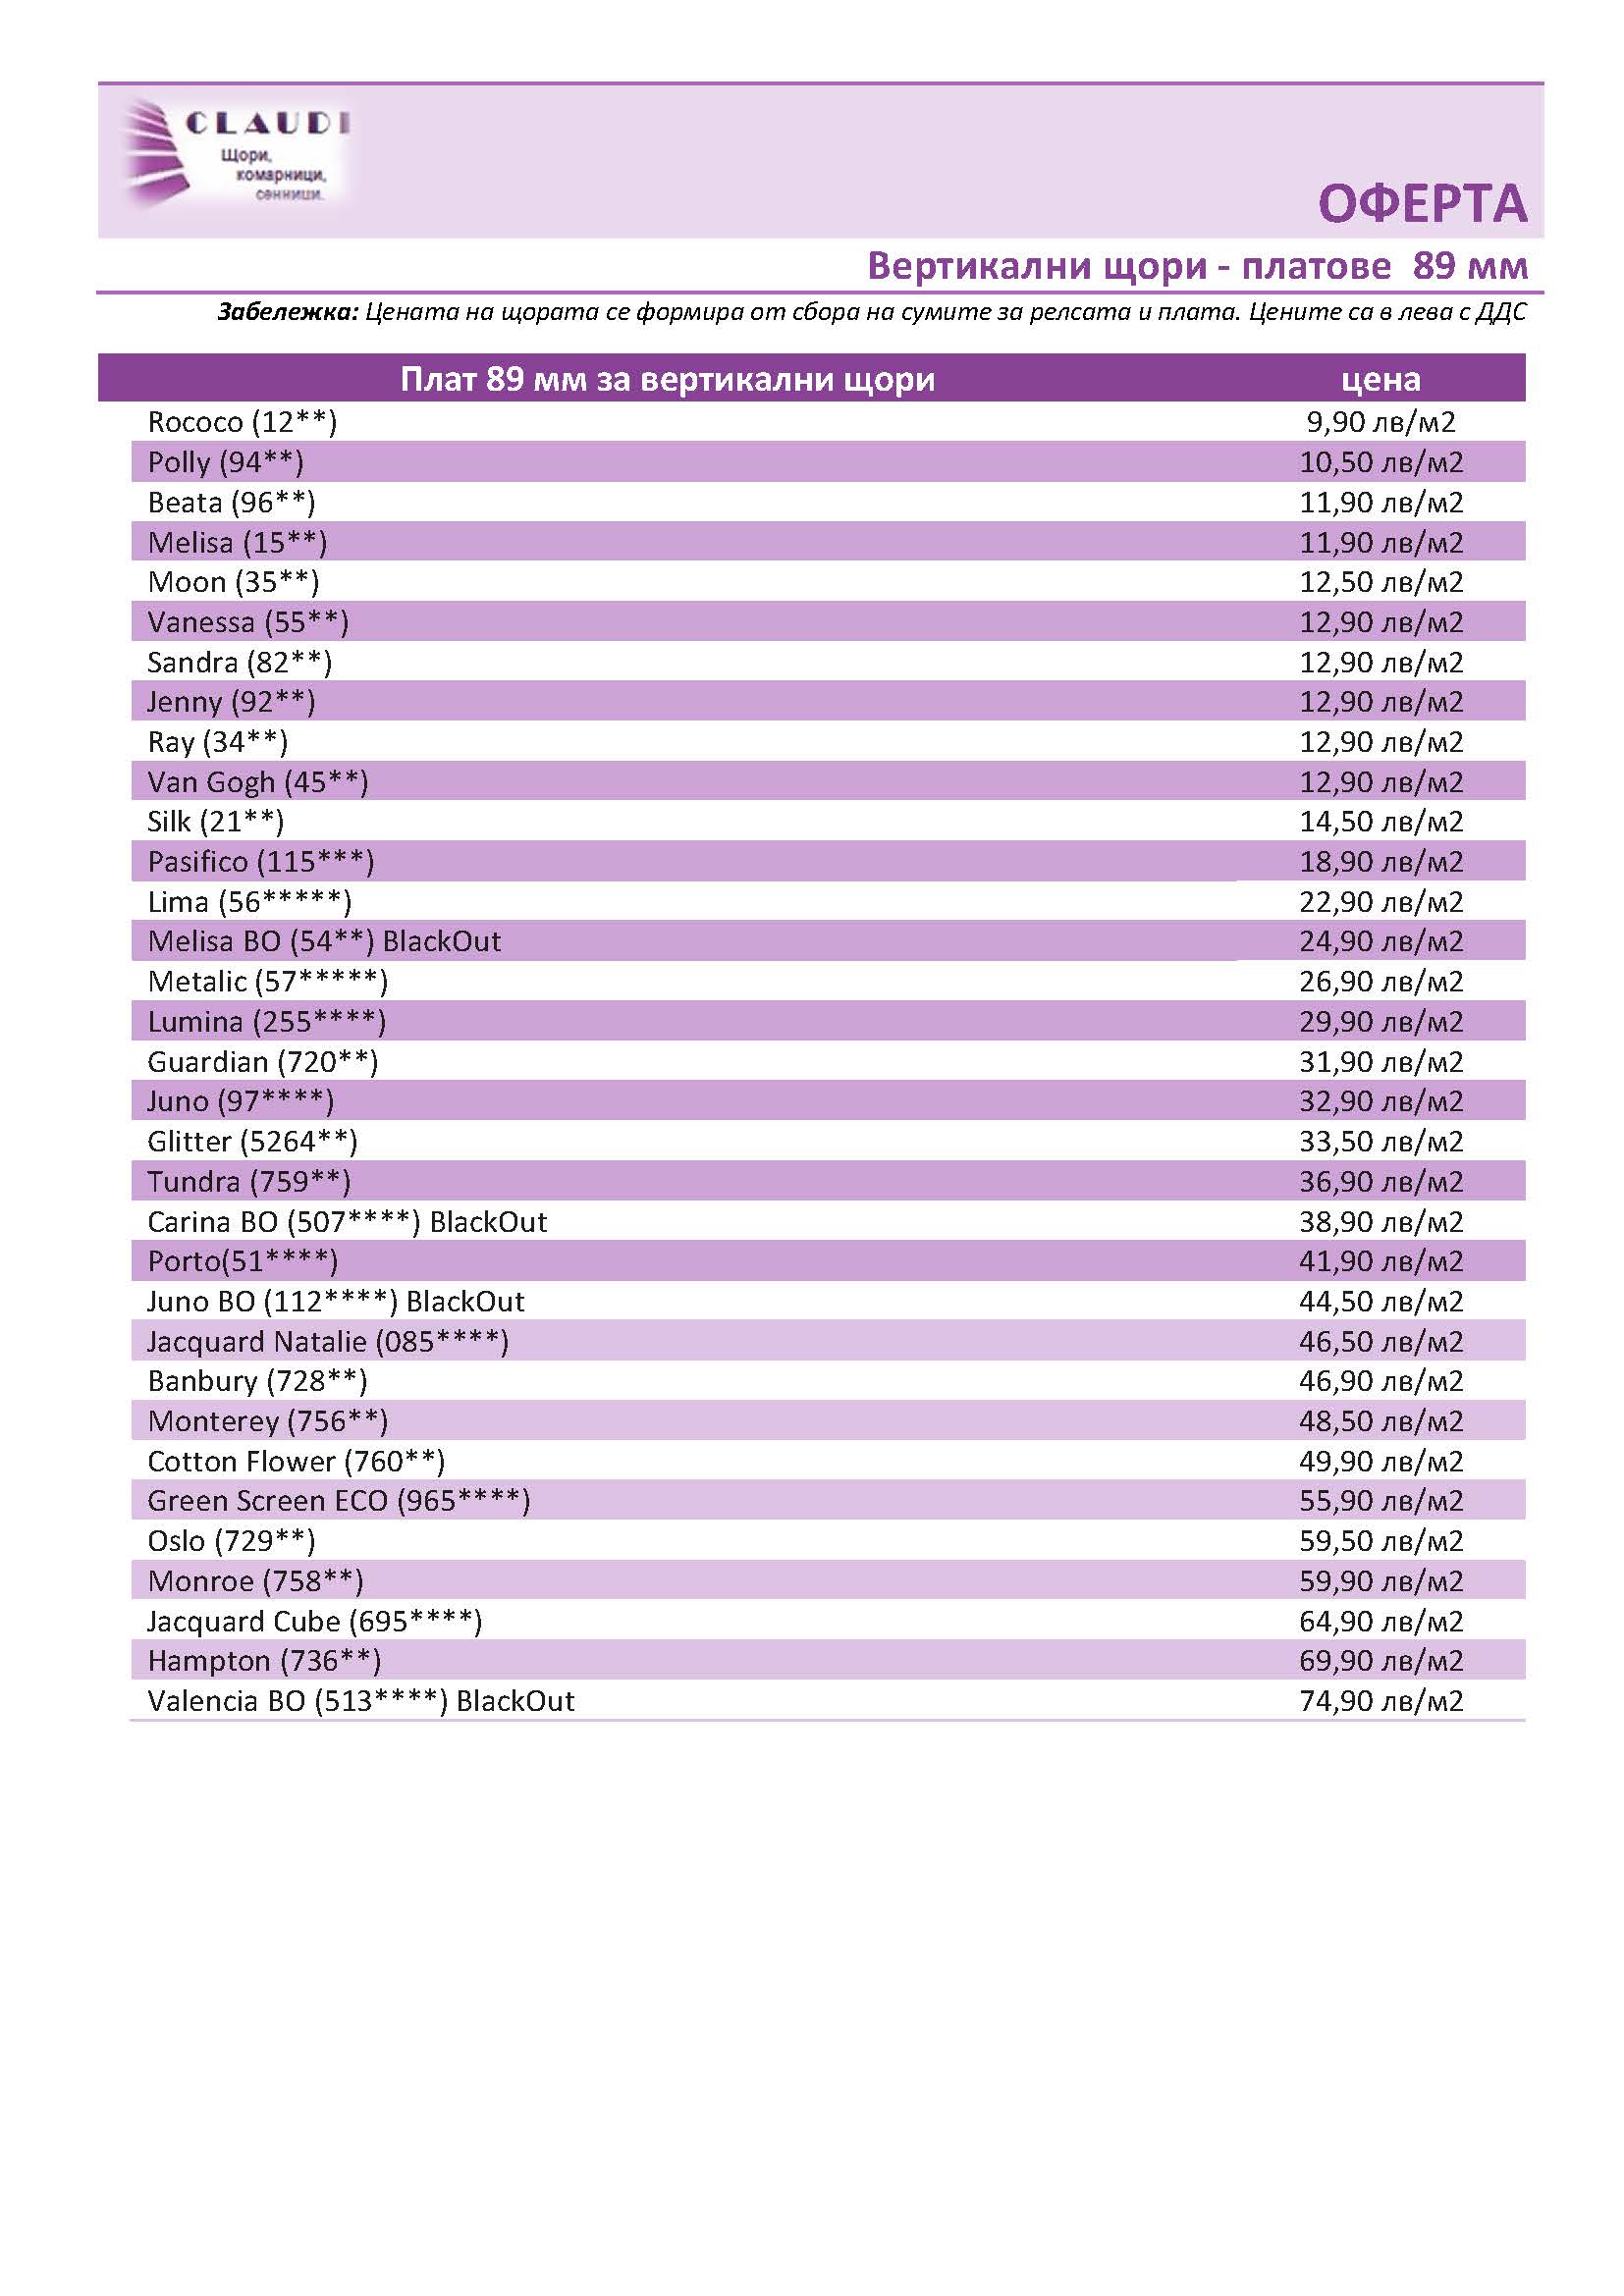 CLAUDI
Щори,
комарници,
сенници.
ОФЕРТА
Вертикални щори - платове 89 мм
Забележка: Цената на щората се формира от сбора на сумите за релсата и плата. Цените са в лева с ДДС
Плат 89 мм за вертикални щори цена
Rococo (12**) 9,90 лв/м2
Polly (94**) 10,50 лв/м2
Beata (96**) 11,90 лв/м2
Melisa (15**) 11,90 лв/м2
Moon (35**) 12,50 лв/м2
Vanessa (55**) 12,90 лв/м2
Sandra (82**) 12,90 лв/м2
Jenny (92**) 12,90 лв/м2
Ray (34**) 12,90 лв/м2
Van Gogh (45**) 12,90 лв/м2
Silk (21**) 14,50 лв/м2
Pasifico (115***) 18,90 лв/м2
Lima (56*****) 22,90 лв/м2
Melisa BO (54**) BlackOut 24,90 лв/м2
Metalic (57*****) 26,90 лв/м2
Lumina (255****) 29,90 лв/м2
Guardian (720**) 31,90 лв/м2
Juno (97****) 32,90 лв/м2
Glitter (5264**) 33,50 лв/м2
Tundra (759**) 36,90 лв/м2
Carina BO (507****) BlackOut 38,90 лв/м2
Porto(51****) 41,90 лв/м2
Juno BO (112****) BlackOut 44,50 лв/м2
Jacquard Natalie (085****) 46,50 лв/м2
Banbury (728**) 46,90 лв/м2
Monterey (756**) 48,50 лв/м2
Cotton Flower (760**) 49,90 лв/м2
Green Screen ECO (965****) 55,90 лв/м2
Oslo (729**) 59,50 лв/м2
Monroe (758**) 59,90 лв/м2
Jacquard Cube (695****) 64,90 лв/м2
Hampton (736**) 69,90 лв/м2
Valencia BO (513****) BlackOut 74,90 лв/м2